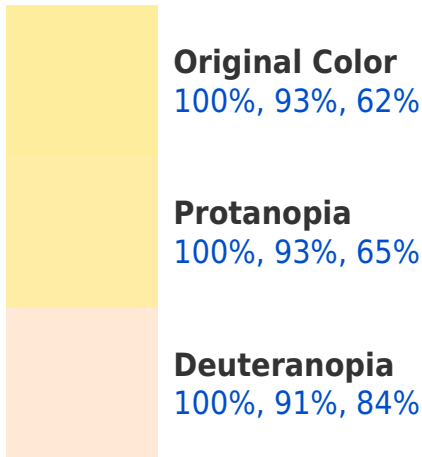 Original Color
100%, 93%, 62%
Protanopia
100%, 93%, 65%
Deuteranopia
100%, 91%, 84%